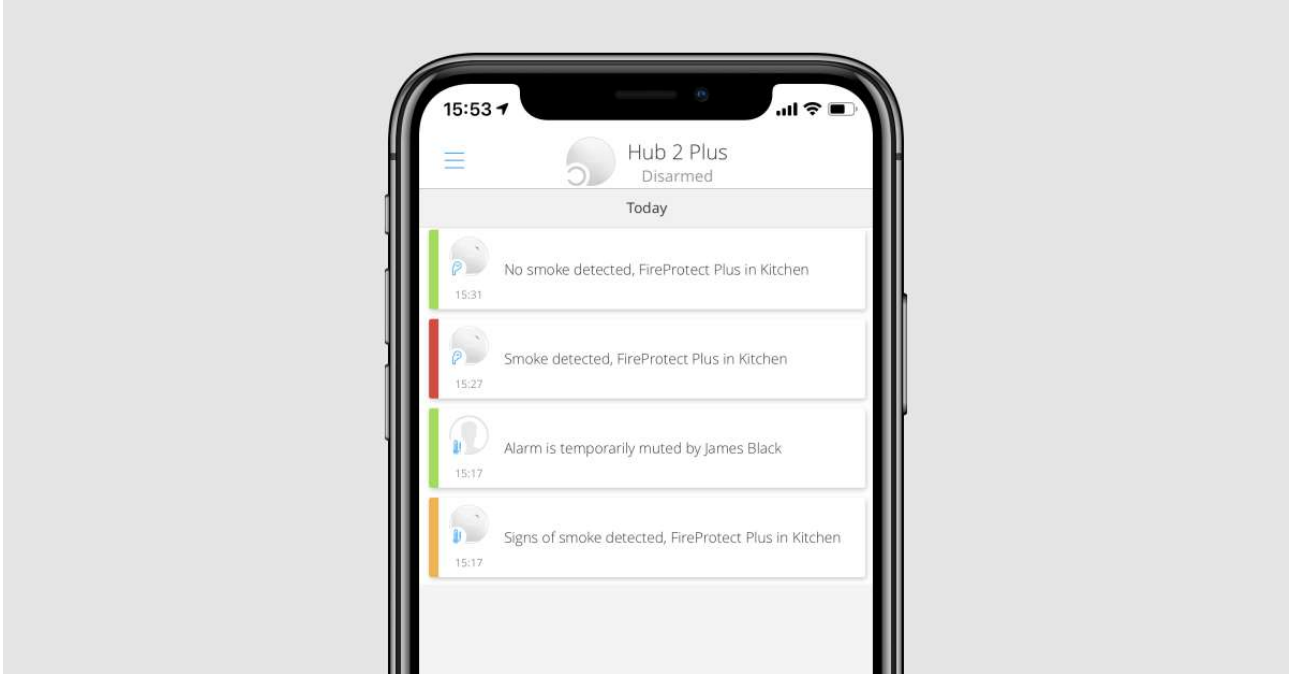 15:53
Hub 2 Plus
Disarmed
Today
No smoke detected, FireProtect Plus in Kitchen
15:31
Smoke detected, FireProtect Plus in Kitchen
15:27
Alarm is temporarily muted by James Black
15:17
Signs of smoke detected, FireProtect Plus in Kitchen
15:17